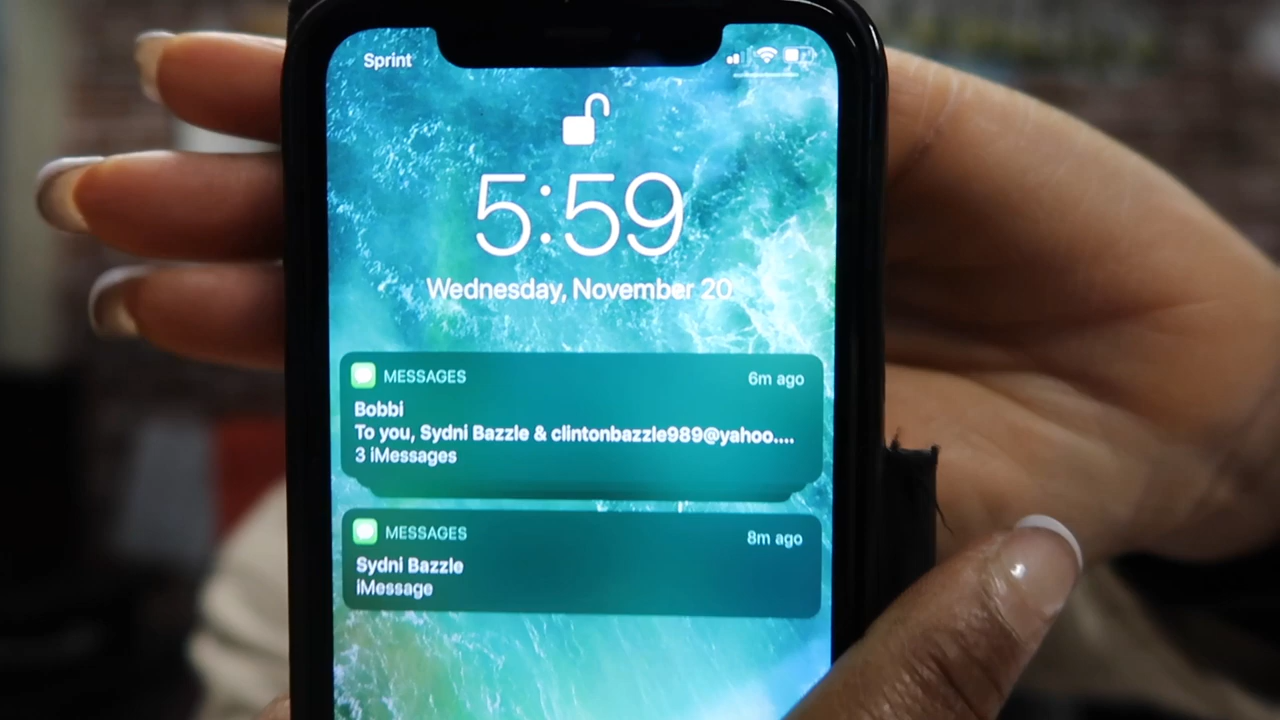 Sprint
5:59
Wednesday, November 20
MESSAGES 6m ago
Bobbi
To you, Sydni Bazzle & clintonbazzle989@yahoo....
3 iMessages
MESSAGES 8m ago
Sydni Bazzle
iMessage